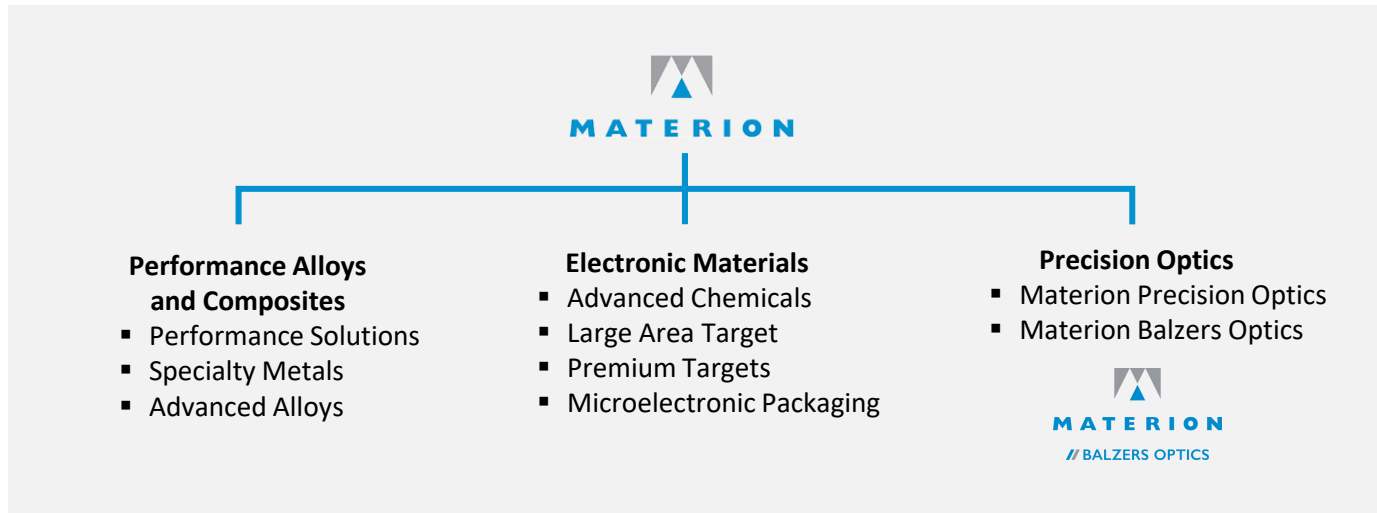 MATERION
Performance Alloys
and Composites
▪ Performance Solutions
▪ Specialty Metals
▪ Advanced Alloys
Electronic Materials
▪ Advanced Chemicals
▪ Large Area Target
▪ Premium Targets
▪ Microelectronic Packaging
Precision Optics
▪ Materion Precision Optics
▪ Materion Balzers Optics
MATERION
// BALZERS OPTICS